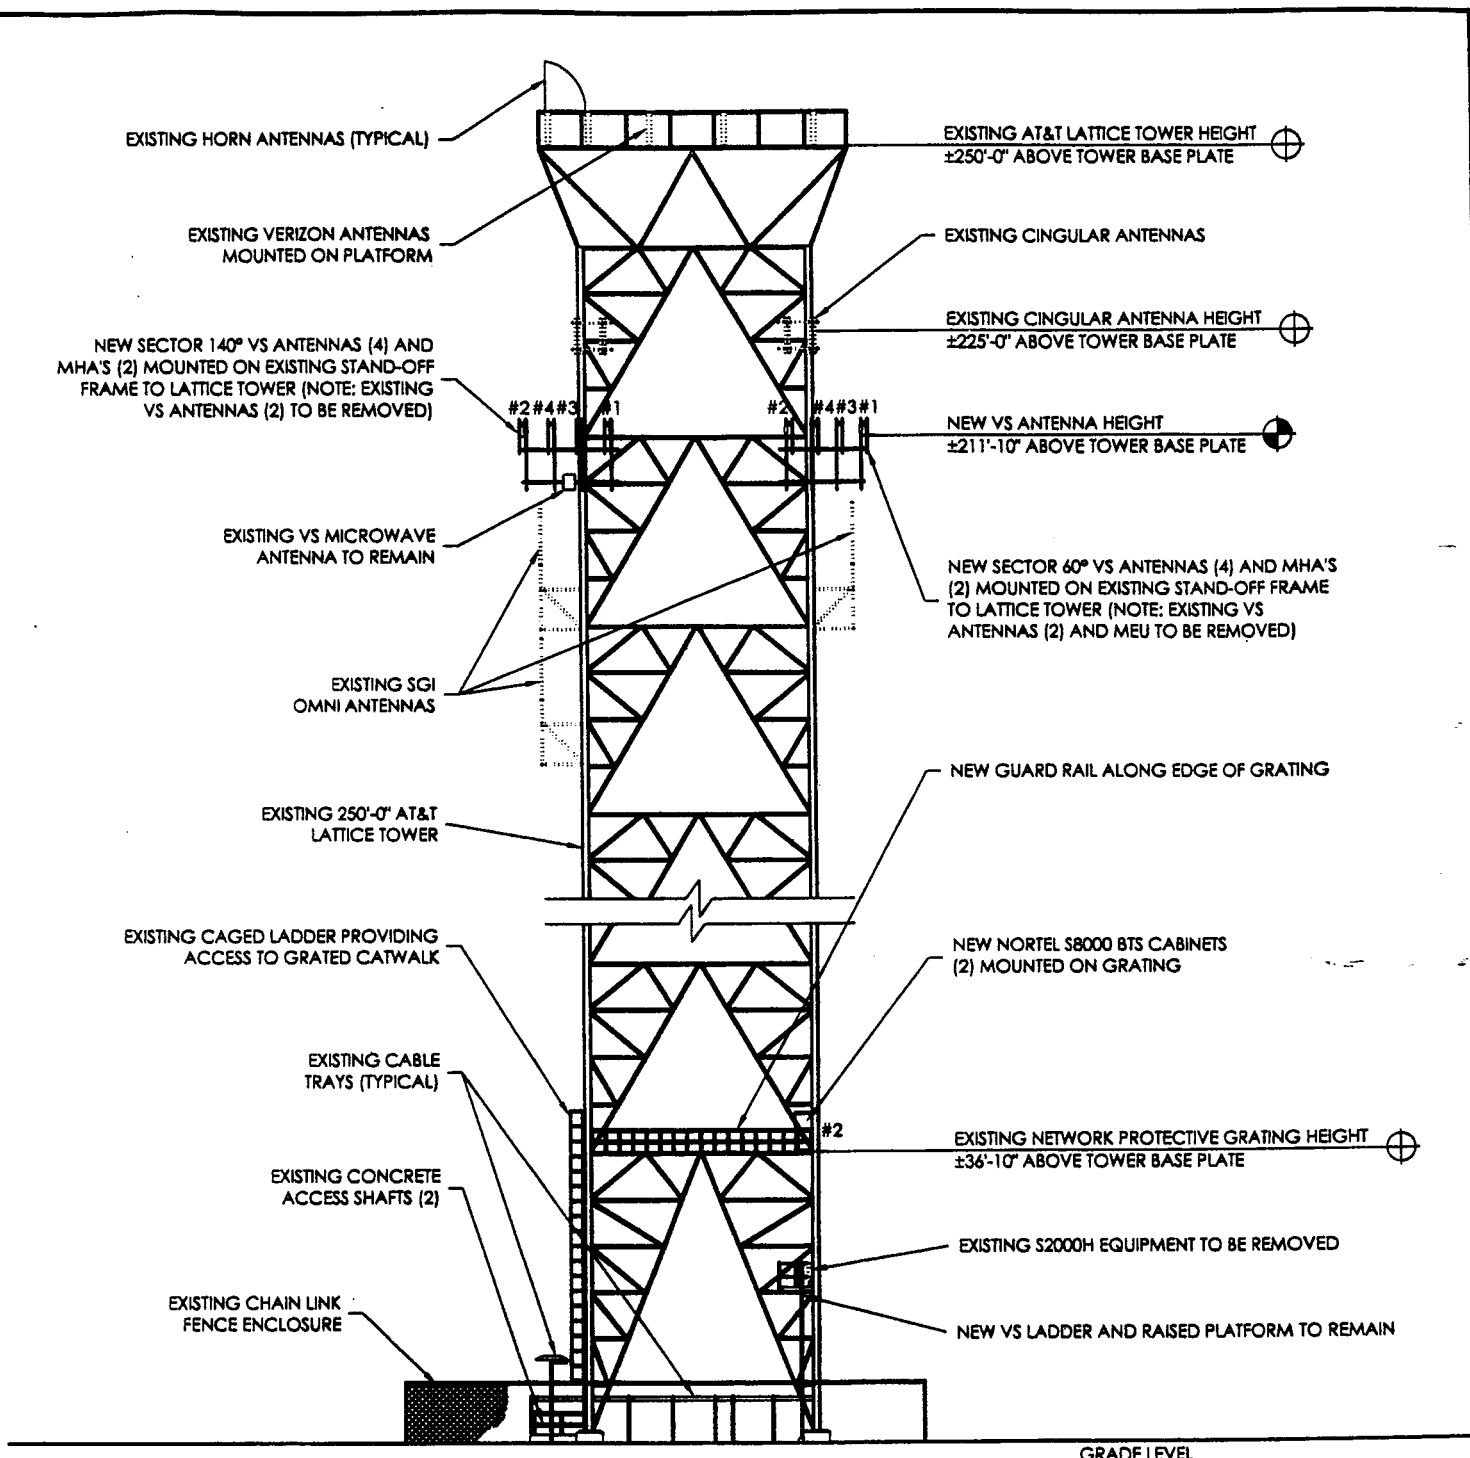 EXISTING HORN ANTENNAS (TYPICAL)
EXISTING AT&T LATTICE TOWER HEIGHT
±250'-0" ABOVE TOWER BASE PLATE
EXISTING VERIZON ANTENNAS
MOUNTED ON PLATFORM
EXISTING CINGULAR ANTENNAS
EXISTING CINGULAR ANTENNA HEIGHT
±225'-0" ABOVE TOWER BASE PLATE
NEW SECTOR 140° VS ANTENNAS (4) AND
MHA'S (2) MOUNTED ON EXISTING STAND-OFF
FRAME TO LATTICE TOWER (NOTE: EXISTING
VS ANTENNAS (2) TO BE REMOVED)
#2 #4 #3 #1
#2 #4 #3 #1
NEW VS ANTENNA HEIGHT
±211'-10" ABOVE TOWER BASE PLATE
EXISTING VS MICROWAVE
ANTENNA TO REMAIN
NEW SECTOR 60° VS ANTENNAS (4) AND MHA'S
(2) MOUNTED ON EXISTING STAND-OFF FRAME
TO LATTICE TOWER (NOTE: EXISTING VS
ANTENNAS (2) AND MEU TO BE REMOVED)
EXISTING SGI
OMNI ANTENNAS
NEW GUARD RAIL ALONG EDGE OF GRATING
EXISTING 250'-0" AT&T
LATTICE TOWER
EXISTING CAGED LADDER PROVIDING
ACCESS TO GRATED CATWALK
NEW NORTEL S8000 BTS CABINETS
(2) MOUNTED ON GRATING
EXISTING CABLE
TRAYS (TYPICAL)
#2
EXISTING NETWORK PROTECTIVE GRATING HEIGHT
±36'-10" ABOVE TOWER BASE PLATE
EXISTING CONCRETE
ACCESS SHAFTS (2)
EXISTING S2000H EQUIPMENT TO BE REMOVED
EXISTING CHAIN LINK
FENCE ENCLOSURE
NEW VS LADDER AND RAISED PLATFORM TO REMAIN
GRADE LEVEL